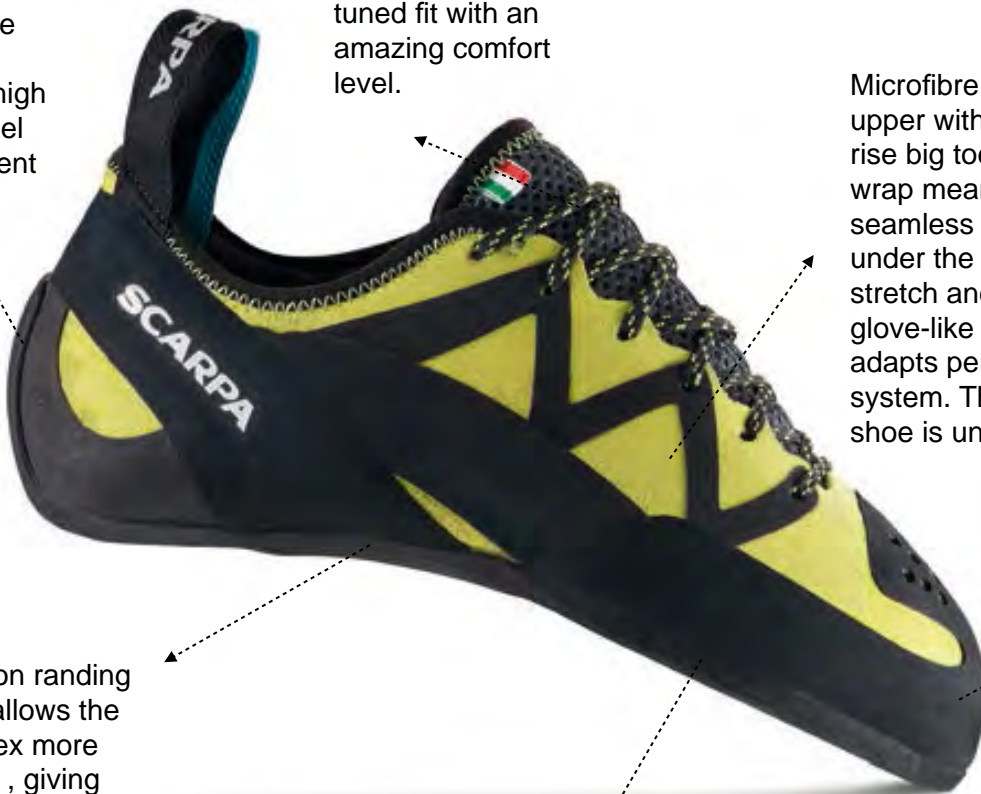 tuned fit with an
amazing comfort
level.
Microfibre
upper with
rise big toe
wrap mean
seamless
under the
stretch and
glove-like
adapts pe
system. Th
shoe is un
SCARPA
on randing
allows the
ex more
, giving
high
el
ent
RPA